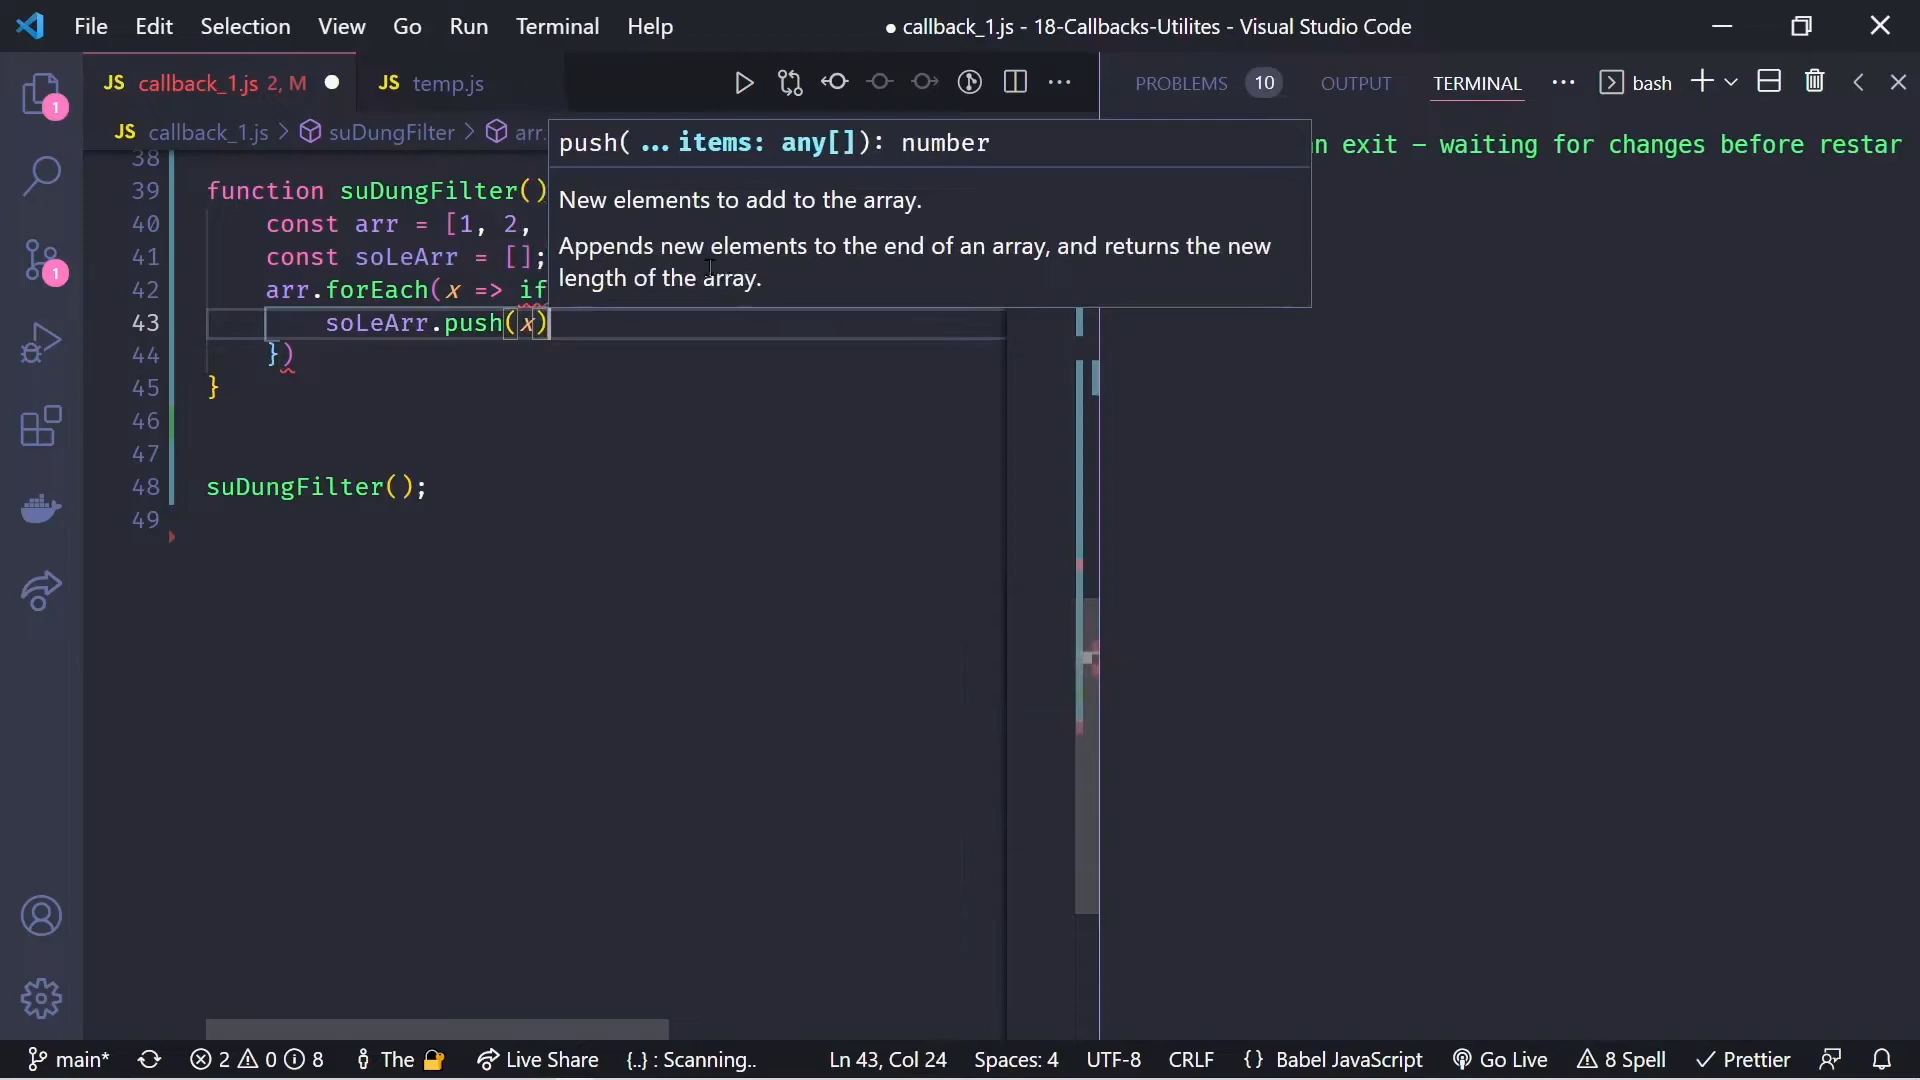 File Edit Selection View Go Run Terminal Help
● callback_1.js - 18-Callbacks-Utilites - Visual Studio Code
JS callback_1.js 2, M
JS temp.js
PROBLEMS 10 OUTPUT TERMINAL ··· bash
JS callback_1.js > suDungFilter > arr.
push(...items: any[]): number
New elements to add to the array.
Appends new elements to the end of an array, and returns the new
length of the array.
n exit – waiting for changes before restar
38
39 function suDungFilter()
40 const arr = [1, 2,
41 const soLeArr = [];
42 arr.forEach(x => if
43 soLeArr.push(x)
44 })
45 }
46
47
48 suDungFilter();
49
1
1
main* 2 0 8 The Live Share {..} : Scanning.. Ln 43, Col 24 Spaces: 4 UTF-8 CRLF {} Babel JavaScript Go Live 8 Spell Prettier